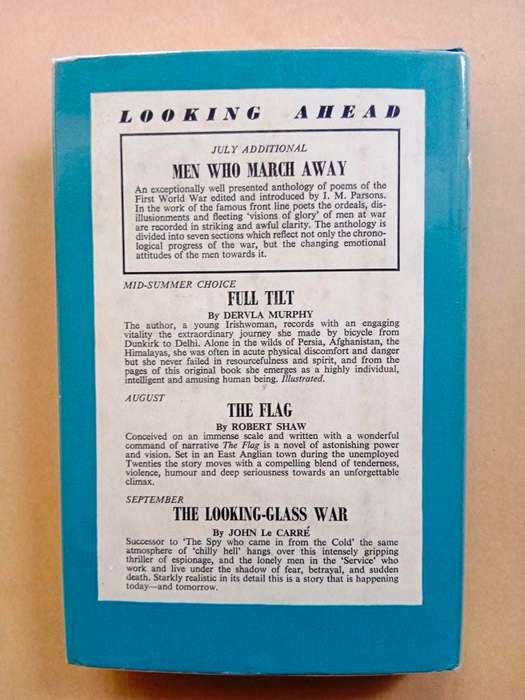 LOOKING AHEAD
JULY ADDITIONAL
MEN WHO MARCH AWAY
An exceptionally well presented anthology of poems of the
First World War edited and introduced by I. M. Parsons.
In the work of the famous front line poets the ordeals, dis-
illusionments and fleeting 'visions of glory' of men at war
are recorded in striking and awful clarity. The anthology is
divided into seven sections which reflect not only the chrono-
logical progress of the war, but the changing emotional
attitudes of the men towards it.
MID-SUMMER CHOICE
FULL TILT
By DERVLA MURPHY
The author, a young Irishwoman, records with an engaging
vitality the extraordinary journey she made by bicycle from
Dunkirk to Delhi. Alone in the wilds of Persia, Afghanistan, the
Himalayas, she was often in acute physical discomfort and danger
but she never failed in resourcefulness and spirit, and from the
pages of this original book she emerges as a highly individual,
intelligent and amusing human being. Illustrated.
AUGUST
THE FLAG
By ROBERT SHAW
Conceived on an immense scale and written with a wonderful
command of narrative The Flag is a novel of astonishing power
and vision. Set in an East Anglian town during the unemployed
Twenties the story moves with a compelling blend of tenderness,
violence, humour and deep seriousness towards an unforgettable
climax.
SEPTEMBER
THE LOOKING-GLASS WAR
By JOHN Le CARRÉ
Successor to 'The Spy who came in from the Cold' the same
atmosphere of 'chilly hell' hangs over this intensely gripping
thriller of espionage, and the lonely men in the 'Service' who
work and live under the shadow of fear, betrayal, and sudden
death. Starkly realistic in its detail this is a story that is happening
today—and tomorrow.